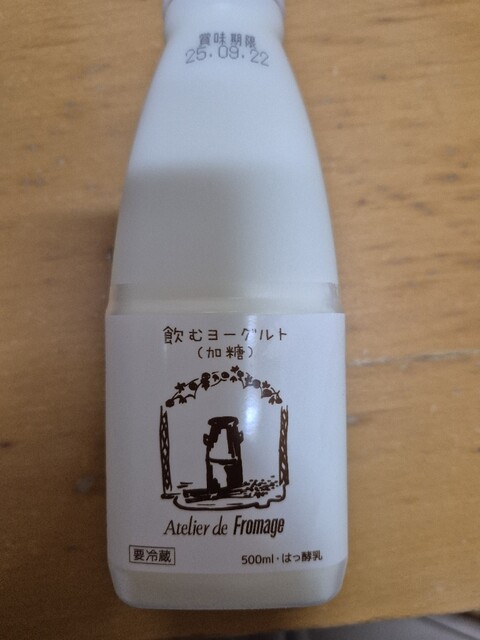 賞味期限
25.09.22
飲むヨーグルト
(加糖)
Atelier de Fromage
要冷蔵
500ml・はっ酵乳